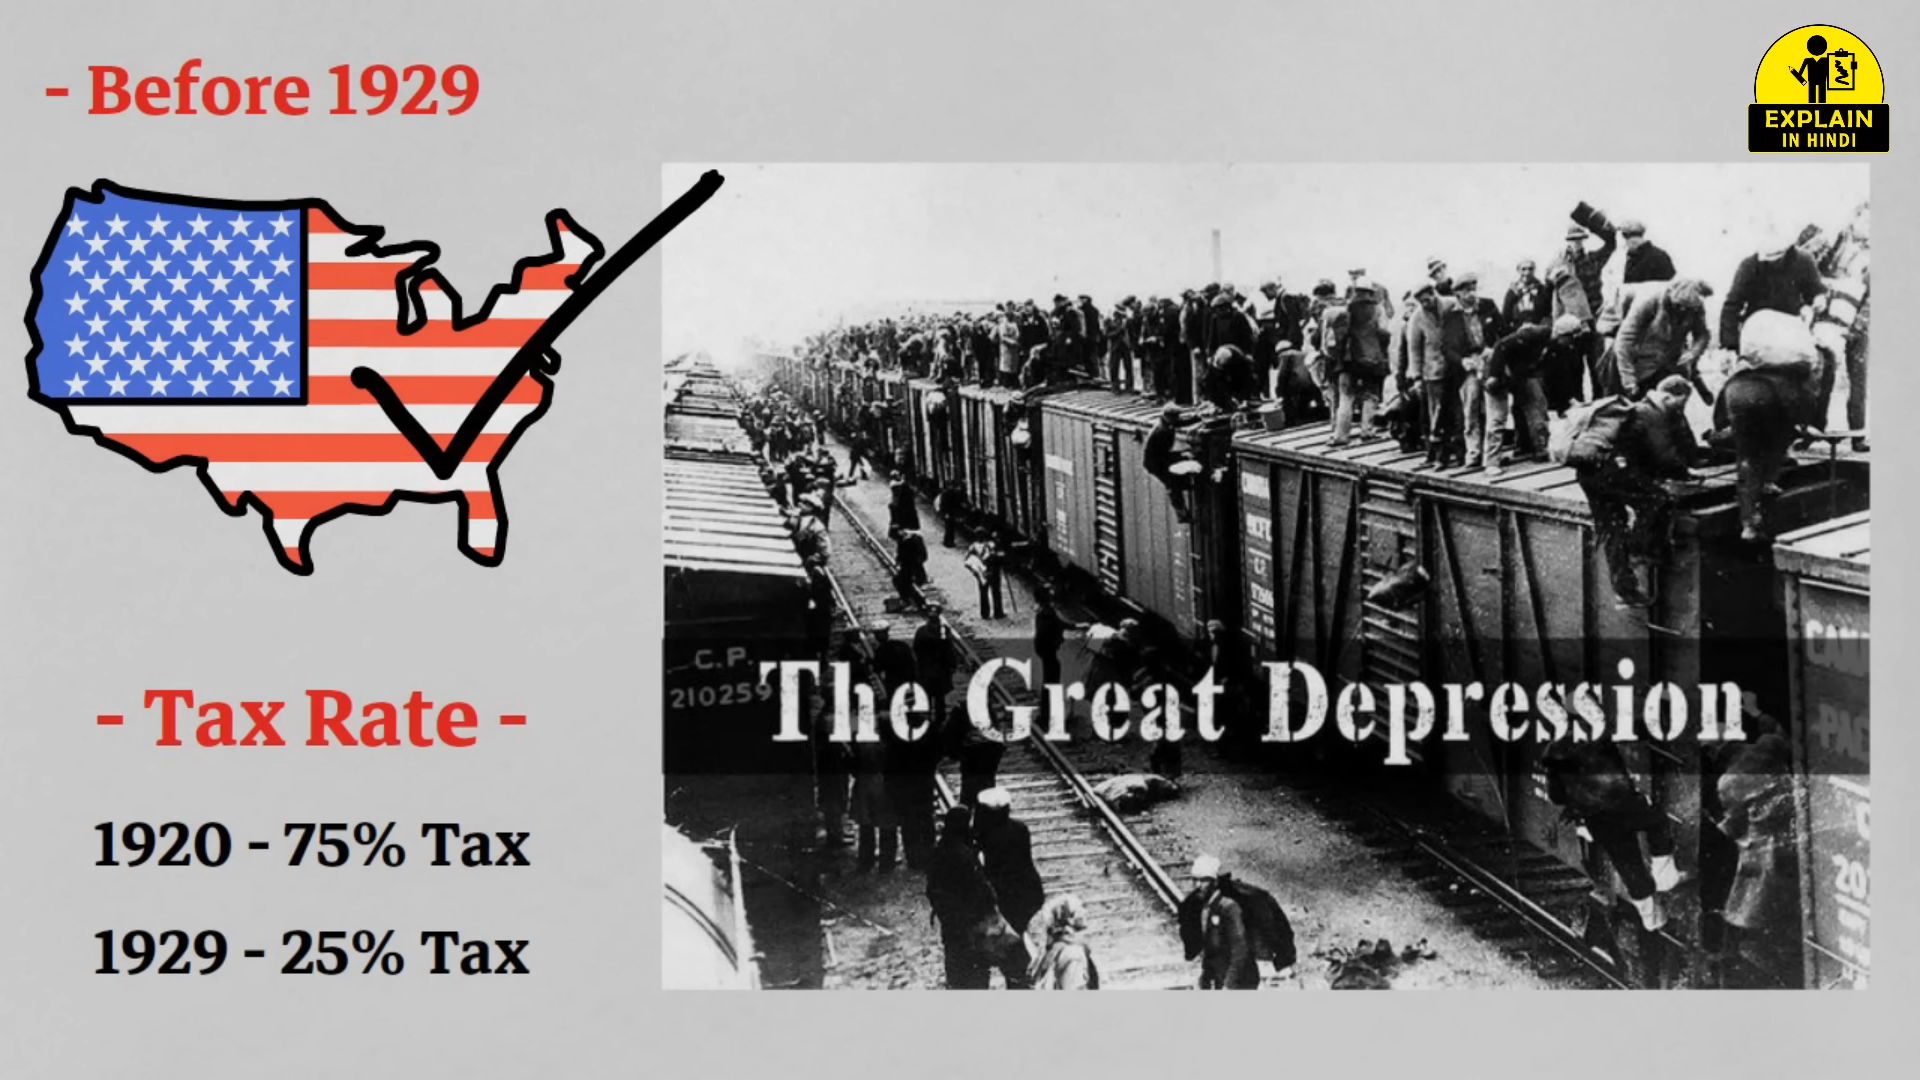 - Before 1929
EXPLAIN
IN HINDI
C.P.
210259
The Great Depression
- Tax Rate -
1920 - 75% Tax
1929 - 25% Tax